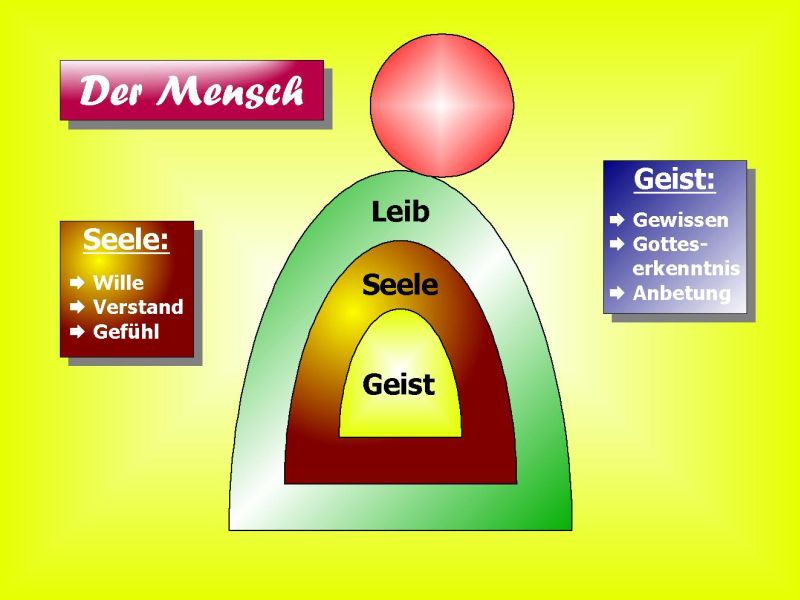 Der Mensch
Leib
Seele
Geist
Seele:
Wille
Verstand
Gefühl
Geist:
Gewissen
Gottes-
erkenntnis
Anbetung